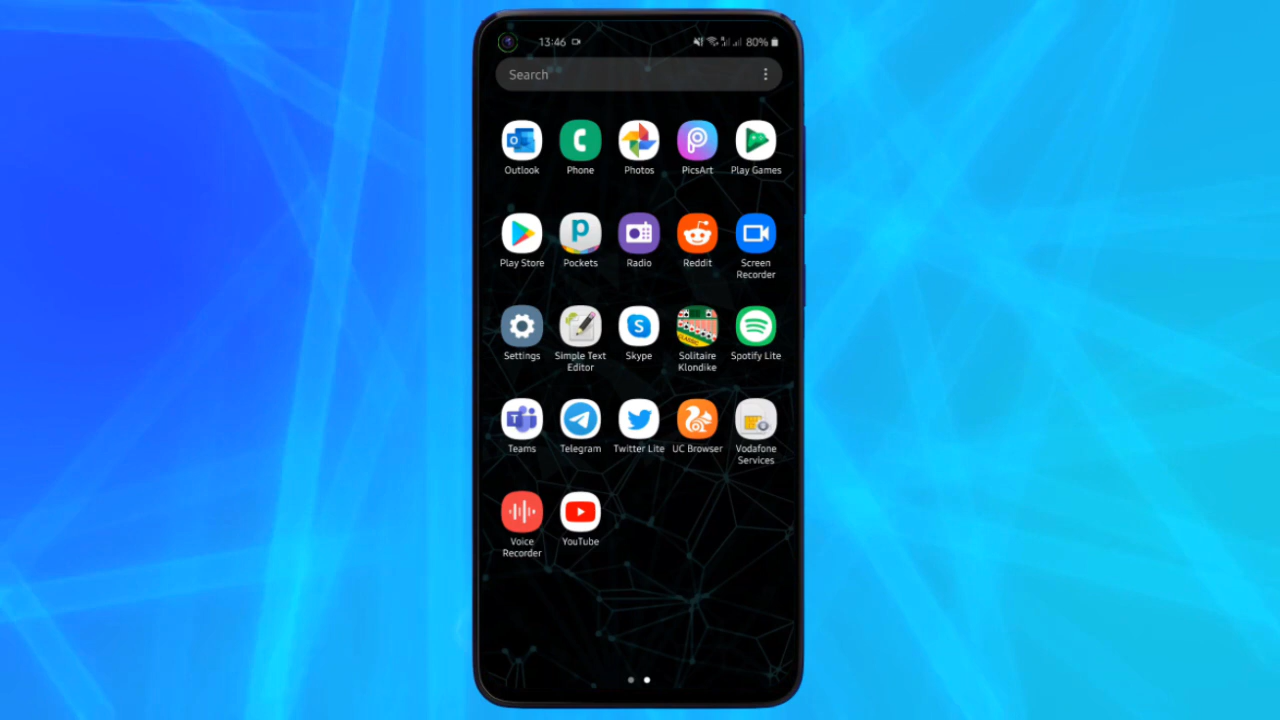 13:46 80%
Search
Outlook Phone Photos PicsArt Play Games
P
Play Store Pockets Radio Reddit Screen
Recorder
S
CLASSIC
Settings Simple Text Skype Solitaire Spotify Lite
Editor Klondike
T
Teams Telegram Twitter Lite UC Browser Vodafone
Services
Voice YouTube
Recorder